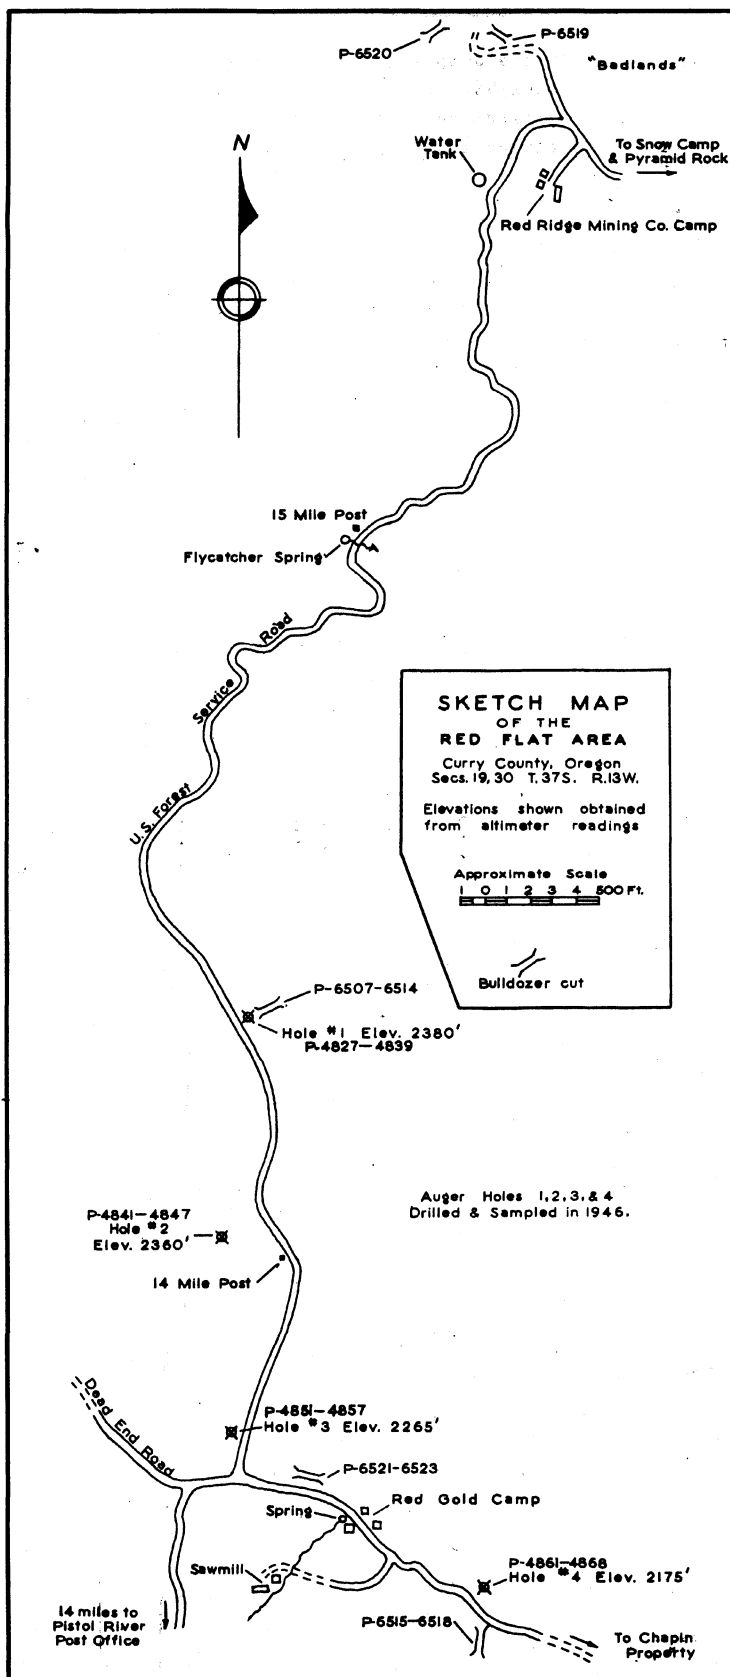 P-6520
P-6519
"Badlands"
Water
Tank
To Snow Camp
& Pyramid Rock
N
Red Ridge Mining Co. Camp
15 Mile Post
Flycatcher Spring
U.S. Forest Service Road
SKETCH MAP
OF THE
RED FLAT AREA
Curry County, Oregon
Secs. 19, 30 T. 37S. R.13W.
Elevations shown obtained
from altimeter readings
Approximate Scale
1 0 1 2 3 4 500 Ft.
Bulldozer cut
P-6507-6514
Hole #1 Elev. 2380'
P-4827-4839
Auger Holes 1, 2, 3, & 4
Drilled & Sampled in 1946.
P-4841-4847
Hole #2
Elev. 2360'
14 Mile Post
Dead End Road
P-4851-4857
Hole #3 Elev. 2265'
P-6521-6523
Red Gold Camp
Spring
Sawmill
P-4861-4868
Hole #4 Elev. 2175'
14 miles to
Pistol River
Post Office
P-6515-6518
To Chapin
Property